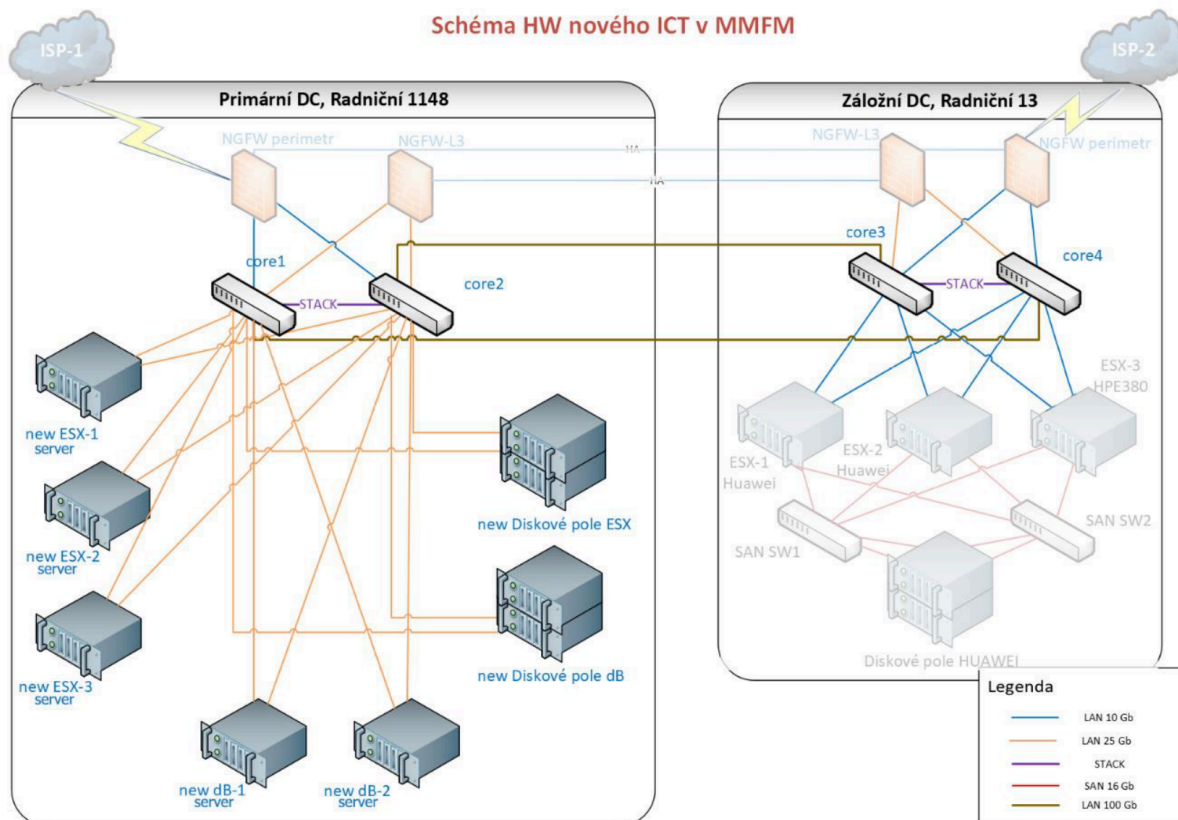 Schéma HW nového ICT v MMFM
ISP-1
ISP-2
Primární DC, Radniční 1148
Záložní DC, Radniční 13
NGFW perimetr
NGFW-L3
HA
HA
NGFW-L3
NGFW perimetr
core1
core2
STACK
core3
core4
STACK
new ESX-1
server
new ESX-2
server
new ESX-3
server
new Diskové pole ESX
new Diskové pole dB
new dB-1
server
new dB-2
server
ESX-1
Huawei
ESX-2
Huawei
ESX-3
HPE380
SAN SW1
SAN SW2
Diskové pole HUAWEI
Legenda
LAN 10 Gb
LAN 25 Gb
STACK
SAN 16 Gb
LAN 100 Gb